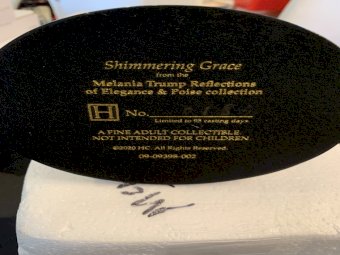 Shimmering Grace
from the
Melania Trump Reflections
of Elegance & Poise collection
H No.
Limited to 95 casting days
A FINE ADULT COLLECTIBLE.
NOT INTENDED FOR CHILDREN.
©2020 HC. All Rights Reserved.
09-09398-002